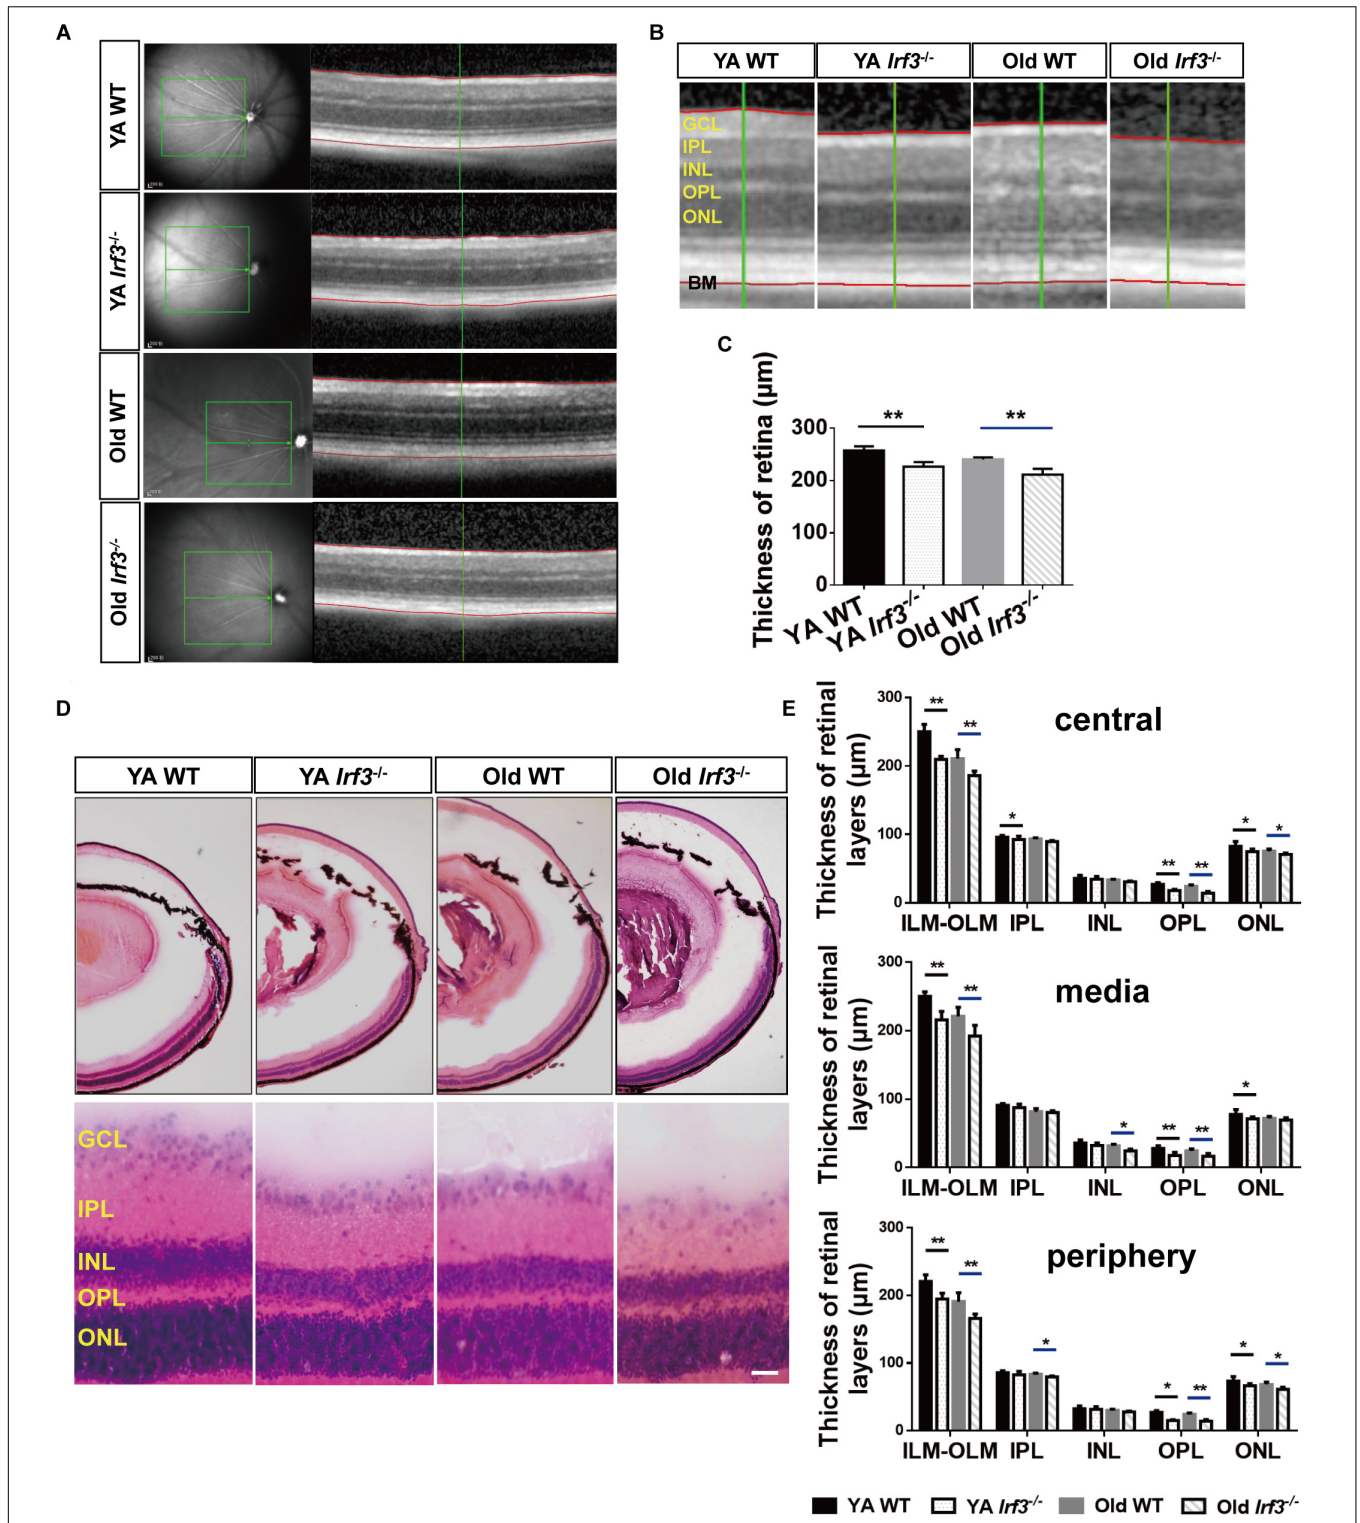 A
YA WT
YA Irf3-/-
Old WT
Old Irf3-/-
B
YA WT
YA Irf3-/-
Old WT
Old Irf3-/-
GCL
IPL
INL
OPL
ONL
BM
C
Thickness of retina (µm)
300
200
100
0
**
**
YA WT
YA Irf3-/-
Old WT
Old Irf3-/-
D
YA WT
YA Irf3-/-
Old WT
Old Irf3-/-
GCL
IPL
INL
OPL
ONL
E
central
Thickness of retinal
layers (µm)
300
200
100
0
**
**
*
**
**
*
*
ILM-OLM IPL INL OPL ONL
media
Thickness of retinal
layers (µm)
300
200
100
0
**
**
*
**
**
*
ILM-OLM IPL INL OPL ONL
periphery
Thickness of retinal
layers (µm)
300
200
100
0
**
**
*
*
**
*
*
ILM-OLM IPL INL OPL ONL
YA WT YA Irf3-/- Old WT Old Irf3-/-